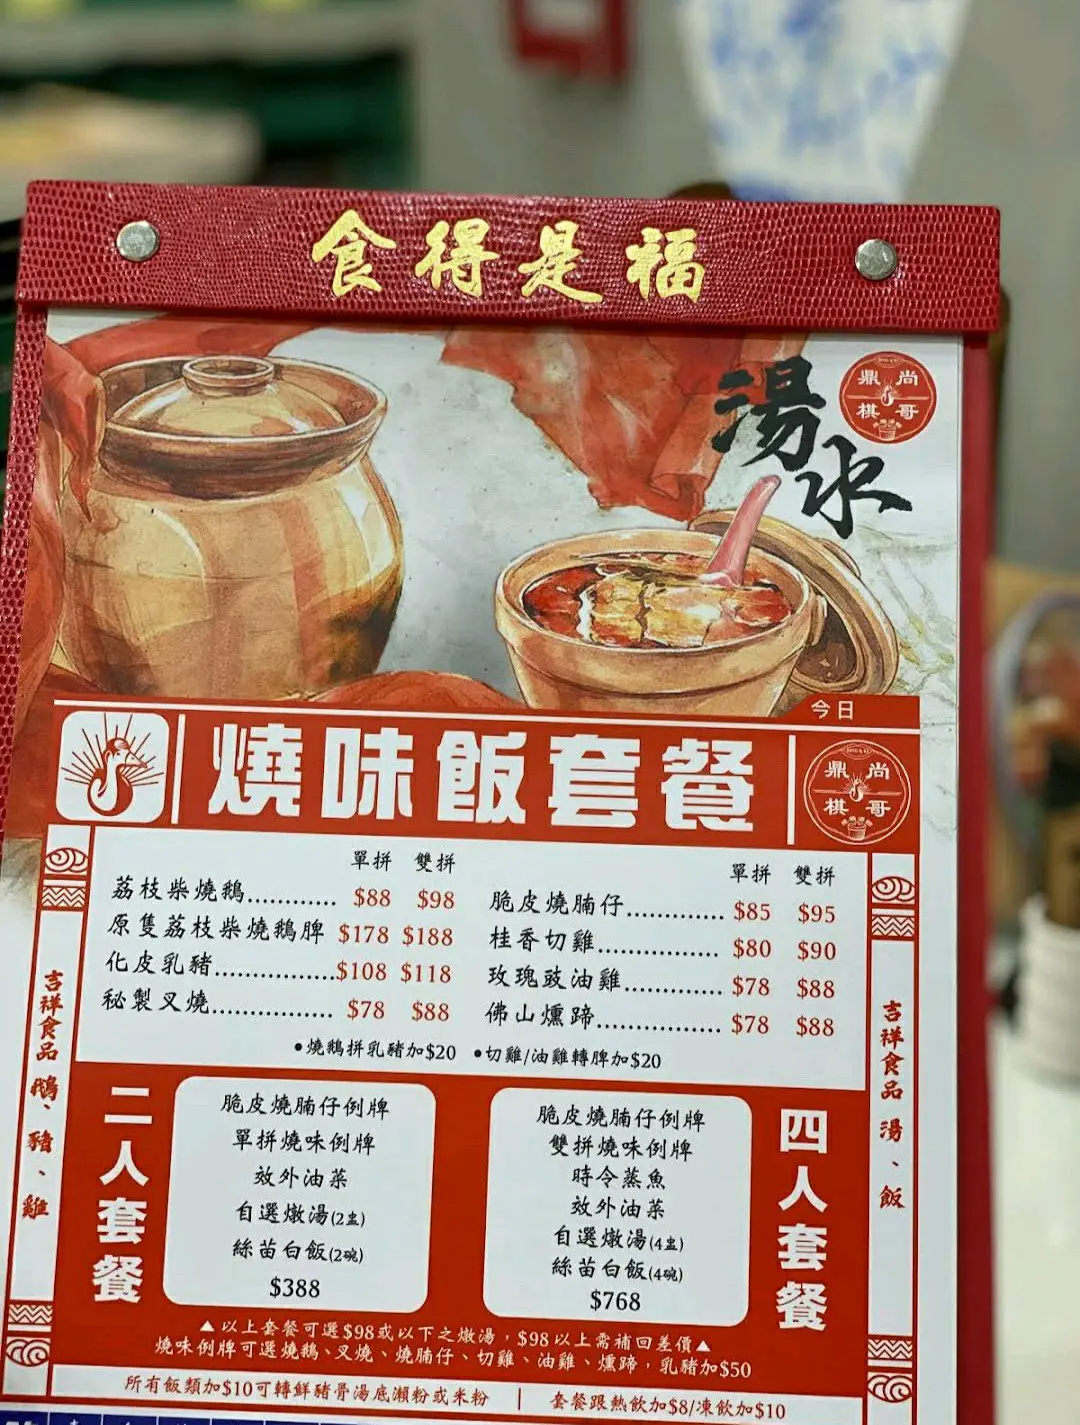 食得是福
湯水
鼎尚
棋哥
今日
燒味飯套餐
鼎尚
棋哥
單拼 雙拼
荔枝柴燒鵝............ $88 $98
原隻荔枝柴燒鵝脾 $178 $188
化皮乳豬................$108 $118
秘製叉燒................ $78 $88
單拼 雙拼
脆皮燒腩仔............. $85 $95
桂香切雞................ $80 $90
玫瑰豉油雞............. $78 $88
佛山燻蹄................ $78 $88
•燒鵝拼乳豬加$20 •切雞/油雞轉脾加$20
吉祥食品 鵝、豬、雞
吉祥食品 湯、飯
二人套餐
脆皮燒腩仔例牌
單拼燒味例牌
效外油菜
自選燉湯(2盅)
絲苗白飯(2碗)
$388
四人套餐
脆皮燒腩仔例牌
雙拼燒味例牌
時令蒸魚
效外油菜
自選燉湯(4盅)
絲苗白飯(4碗)
$768
▲以上套餐可選$98或以下之燉湯，$98以上需補回差價▲
燒味例牌可選燒鵝、叉燒、燒腩仔、切雞、油雞、燻蹄，乳豬加$50
所有飯類加$10可轉鮮豬骨湯底瀨粉或米粉 | 套餐跟熱飲加$8/凍飲加$10